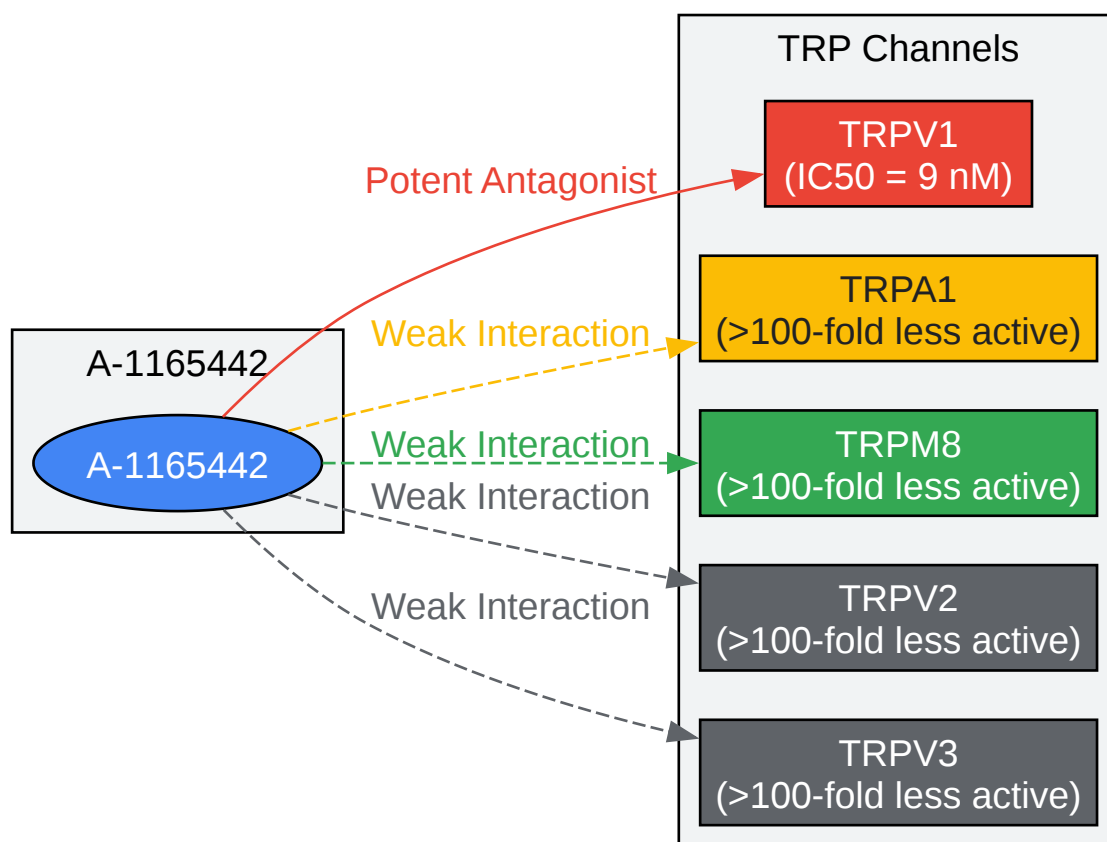 TRP Channels
TRPV1
(IC50 = 9 nM)
Potent Antagonist
TRPA1
(>100-fold less active)
Weak Interaction
A-1165442
A-1165442
Weak Interaction
TRPM8
(>100-fold less active)
Weak Interaction
TRPV2
(>100-fold less active)
Weak Interaction
TRPV3
(>100-fold less active)